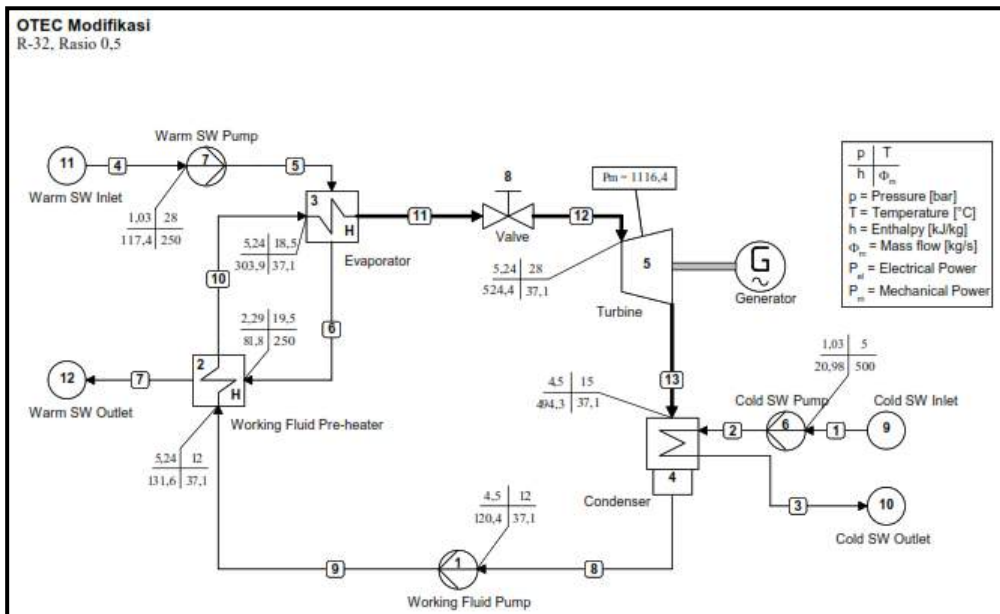 OTEC Modifikasi
R-32, Rasio 0,5
Warm SW Pump
11
4
7
5
8
Pm = 1116,4
p T
h Φm
p = Pressure [bar]
T = Temperature [°C]
h = Enthalpy [kJ/kg]
Φm = Mass flow [kg/s]
Pel = Electrical Power
Pm = Mechanical Power
Warm SW Inlet
3
H
11
12
Valve
5
G
1,03 28
117,4 250
5,24 18,5
303,9 37,1
Evaporator
5,24 28
524,4 37,1
Turbine
Generator
10
2,29 19,5
81,8 250
6
1,03 5
20,98 500
12
7
2
H
4,5 15
494,3 37,1
13
Cold SW Pump
Cold SW Inlet
Warm SW Outlet
Working Fluid Pre-heater
2
6
1
9
5,24 12
131,6 37,1
4
Condenser
4,5 12
120,4 37,1
3
10
Cold SW Outlet
9
1
8
Working Fluid Pump